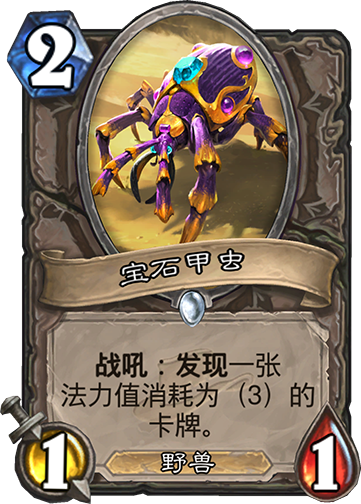 2
宝石甲虫
战吼：发现一张
法力值消耗为（3）的
卡牌。
1
野兽
1